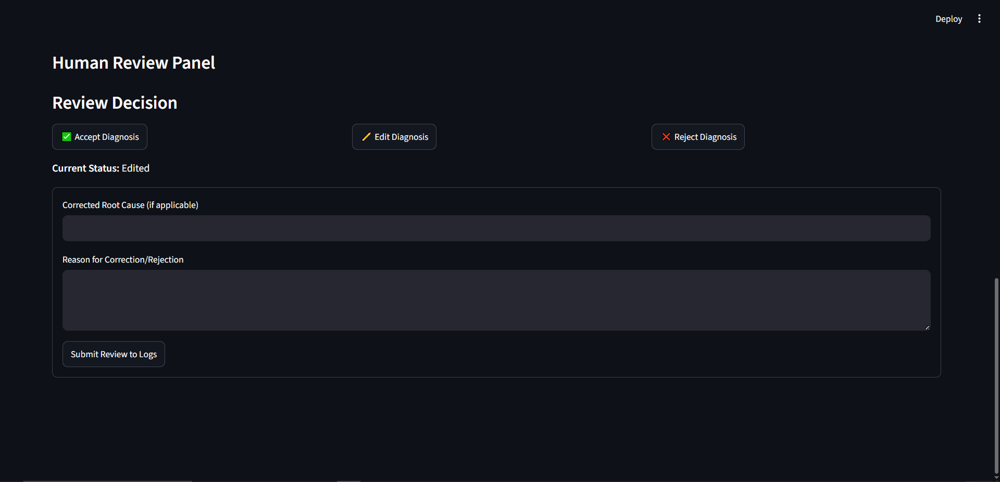 Deploy
Human Review Panel
Review Decision
✅ Accept Diagnosis
✏️ Edit Diagnosis
❌ Reject Diagnosis
Current Status: Edited
Corrected Root Cause (if applicable)
Reason for Correction/Rejection
Submit Review to Logs